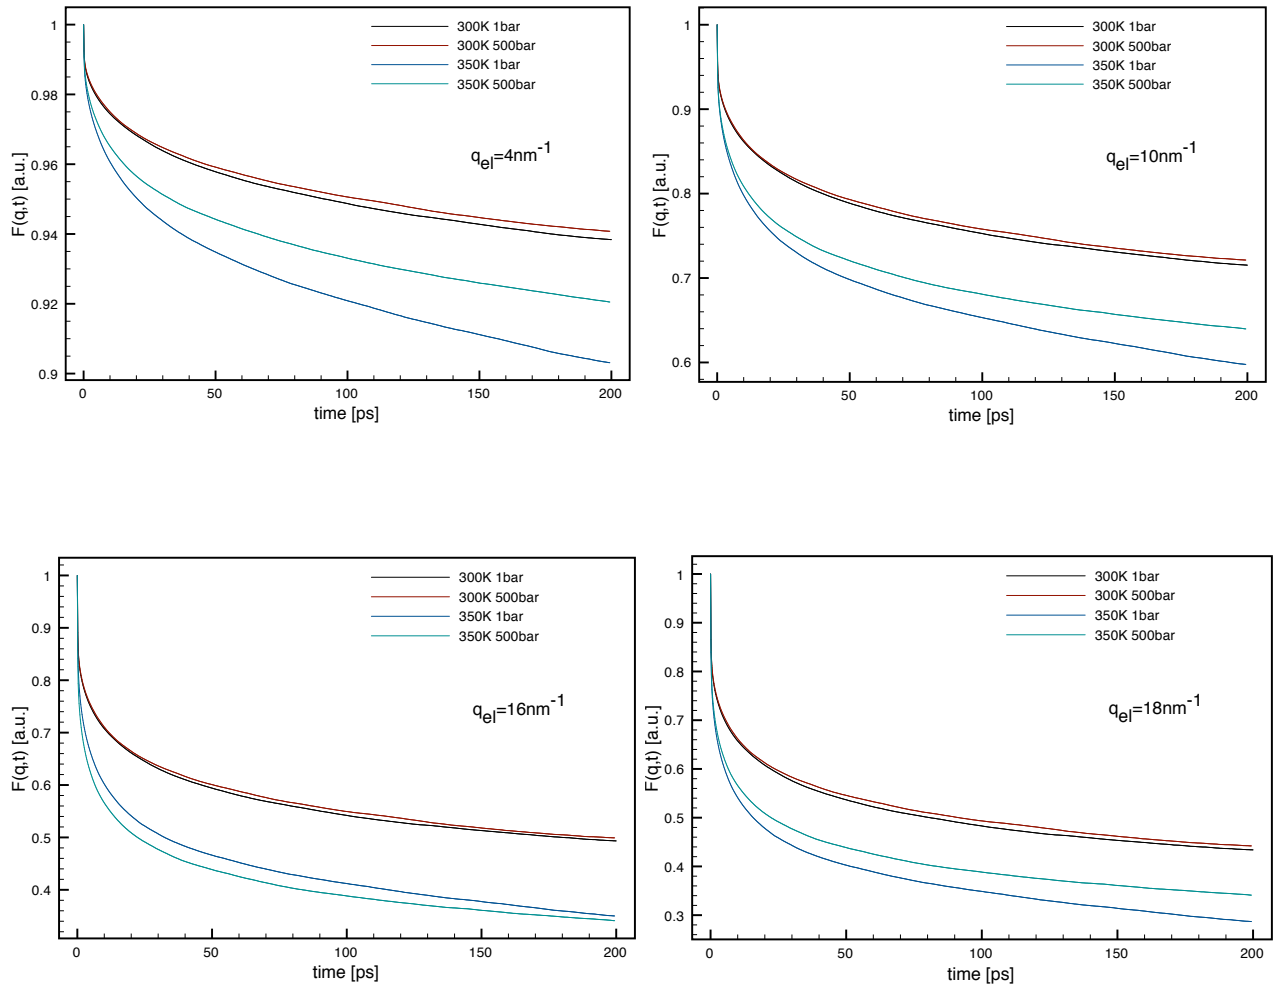 1
0.98
0.96
0.94
0.92
0.9
F(q,t) [a.u.]
300K 1bar
300K 500bar
350K 1bar
350K 500bar
qel=4nm-1
0
50
100
150
200
time [ps]
1
0.9
0.8
0.7
0.6
F(q,t) [a.u.]
300K 1bar
300K 500bar
350K 1bar
350K 500bar
qel=10nm-1
0
50
100
150
200
time [ps]
1
0.9
0.8
0.7
0.6
0.5
0.4
F(q,t) [a.u.]
300K 1bar
300K 500bar
350K 1bar
350K 500bar
qel=16nm-1
0
50
100
150
200
time [ps]
1
0.9
0.8
0.7
0.6
0.5
0.4
0.3
F(q,t) [a.u.]
300K 1bar
300K 500bar
350K 1bar
350K 500bar
qel=18nm-1
0
50
100
150
200
time [ps]